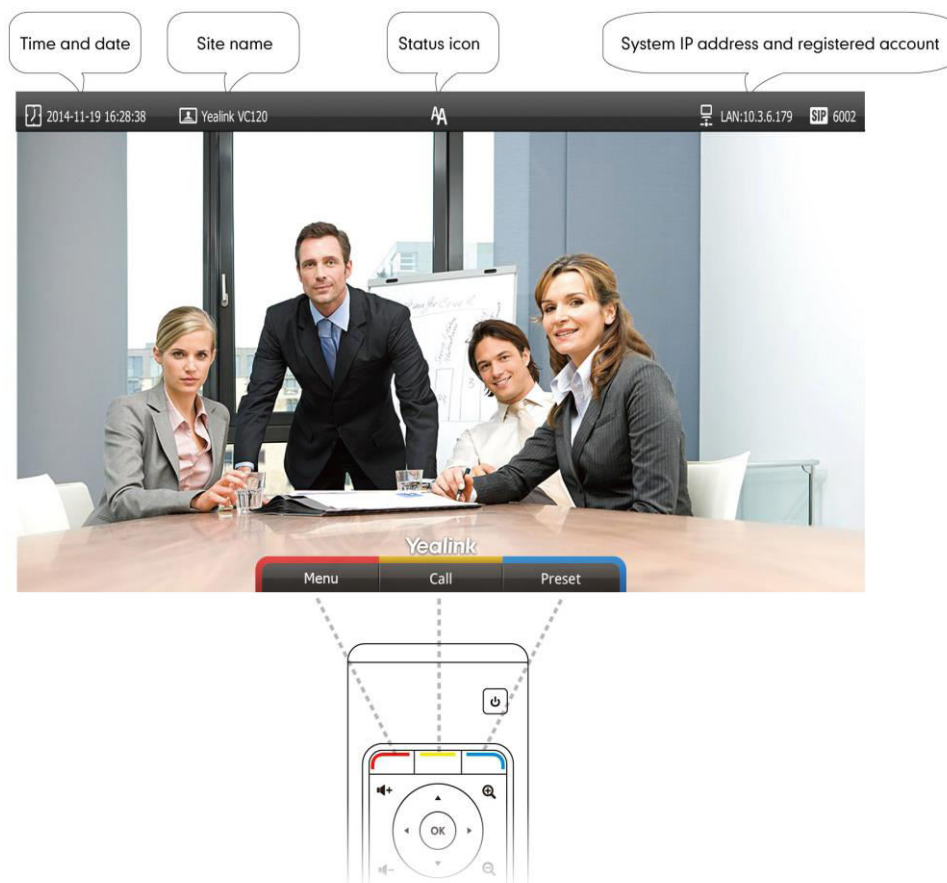 Time and date
Site name
Status icon
System IP address and registered account
2014-11-19 16:28:38
Yealink VC120
AA
LAN:10.3.6.179
SIP 6002
Yealink
Menu
Call
Preset
OK